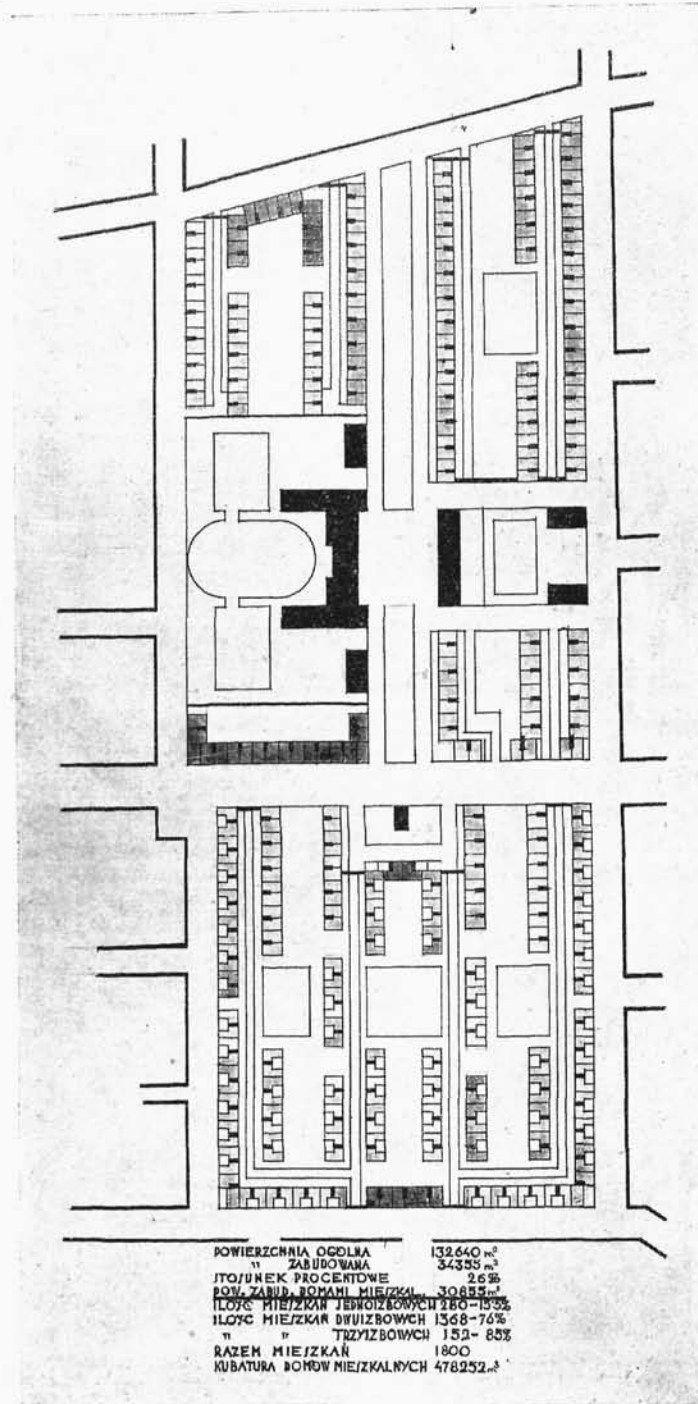 POWIERZCHNIA OGÓLNA 132640 m²
" ZABUDOWANA 34355 m²
STOSUNEK PROCENTOWE 26%
POW. ZABUD. DOMAMI MIESZKAL. 30855 m²
ILOŚĆ MIESZKAŃ JEDNOIZBOWYCH 280-15.5%
ILOŚĆ MIESZKAŃ DWUIZBOWYCH 1368-76%
" " TRZYIZBOWYCH 152-8.5%
RAZEM MIESZKAŃ 1800
KUBATURA DOMÓW MIESZKALNYCH 478252 m³